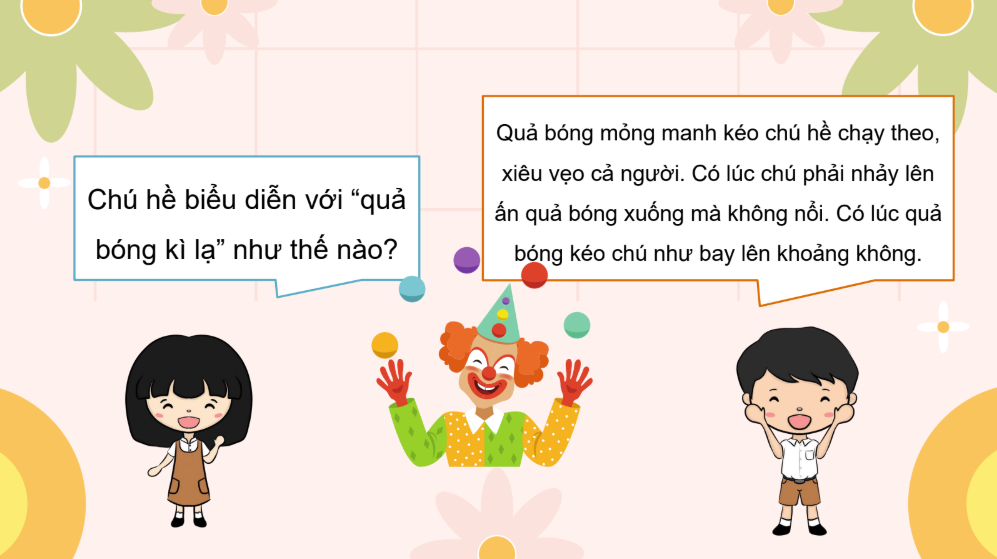 Chú hề biểu diễn với “quả
bóng kì lạ” như thế nào?
Quả bóng mỏng manh kéo chú hề chạy theo,
xiêu vẹo cả người. Có lúc chú phải nhảy lên
ấn quả bóng xuống mà không nổi. Có lúc quả
bóng kéo chú như bay lên khoảng không.